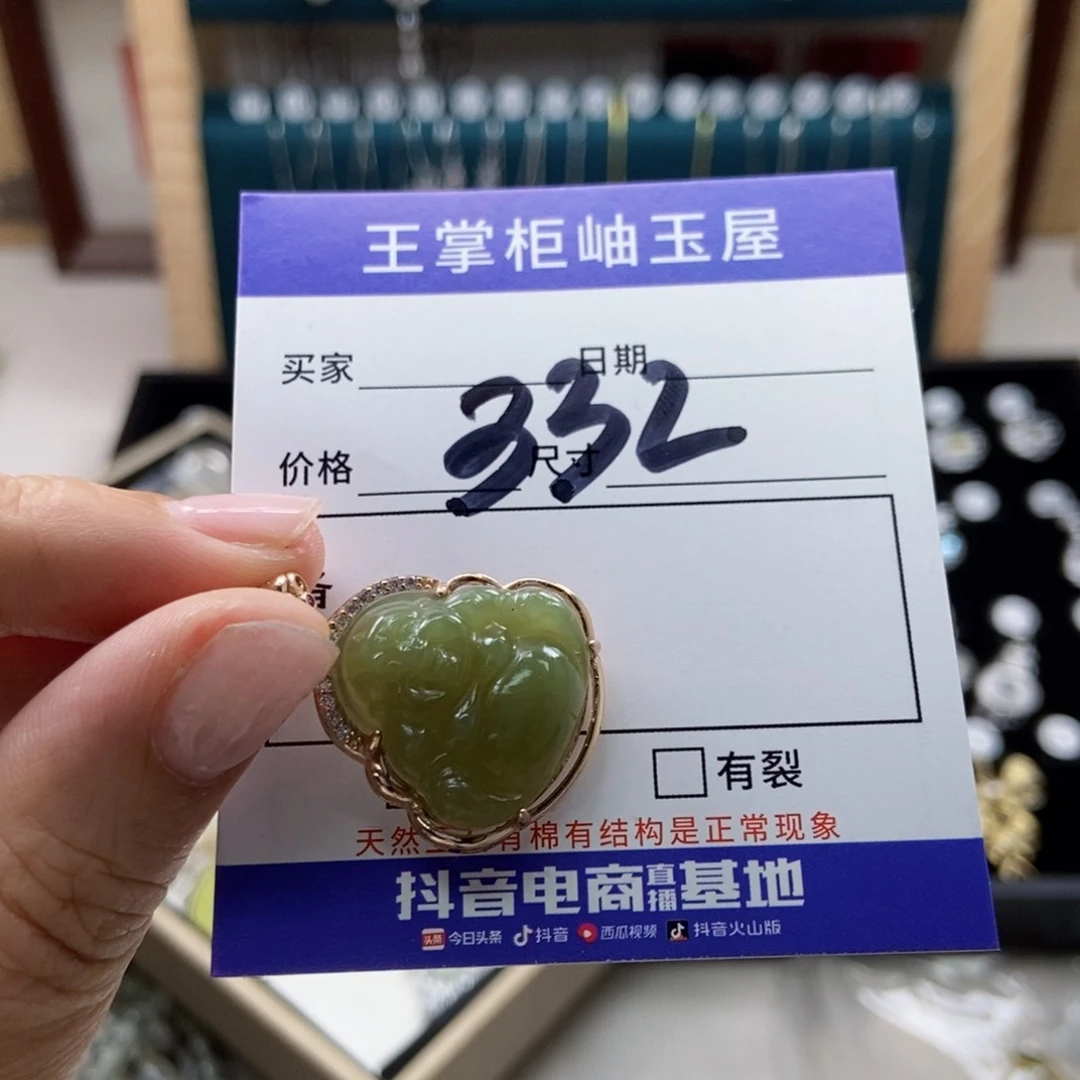 王掌柜岫玉屋
买家 日期
332
价格 尺寸
有裂
天然 有棉有结构是正常现象
抖音电商直播基地
头条 今日头条 抖音 西瓜视频 抖音火山版